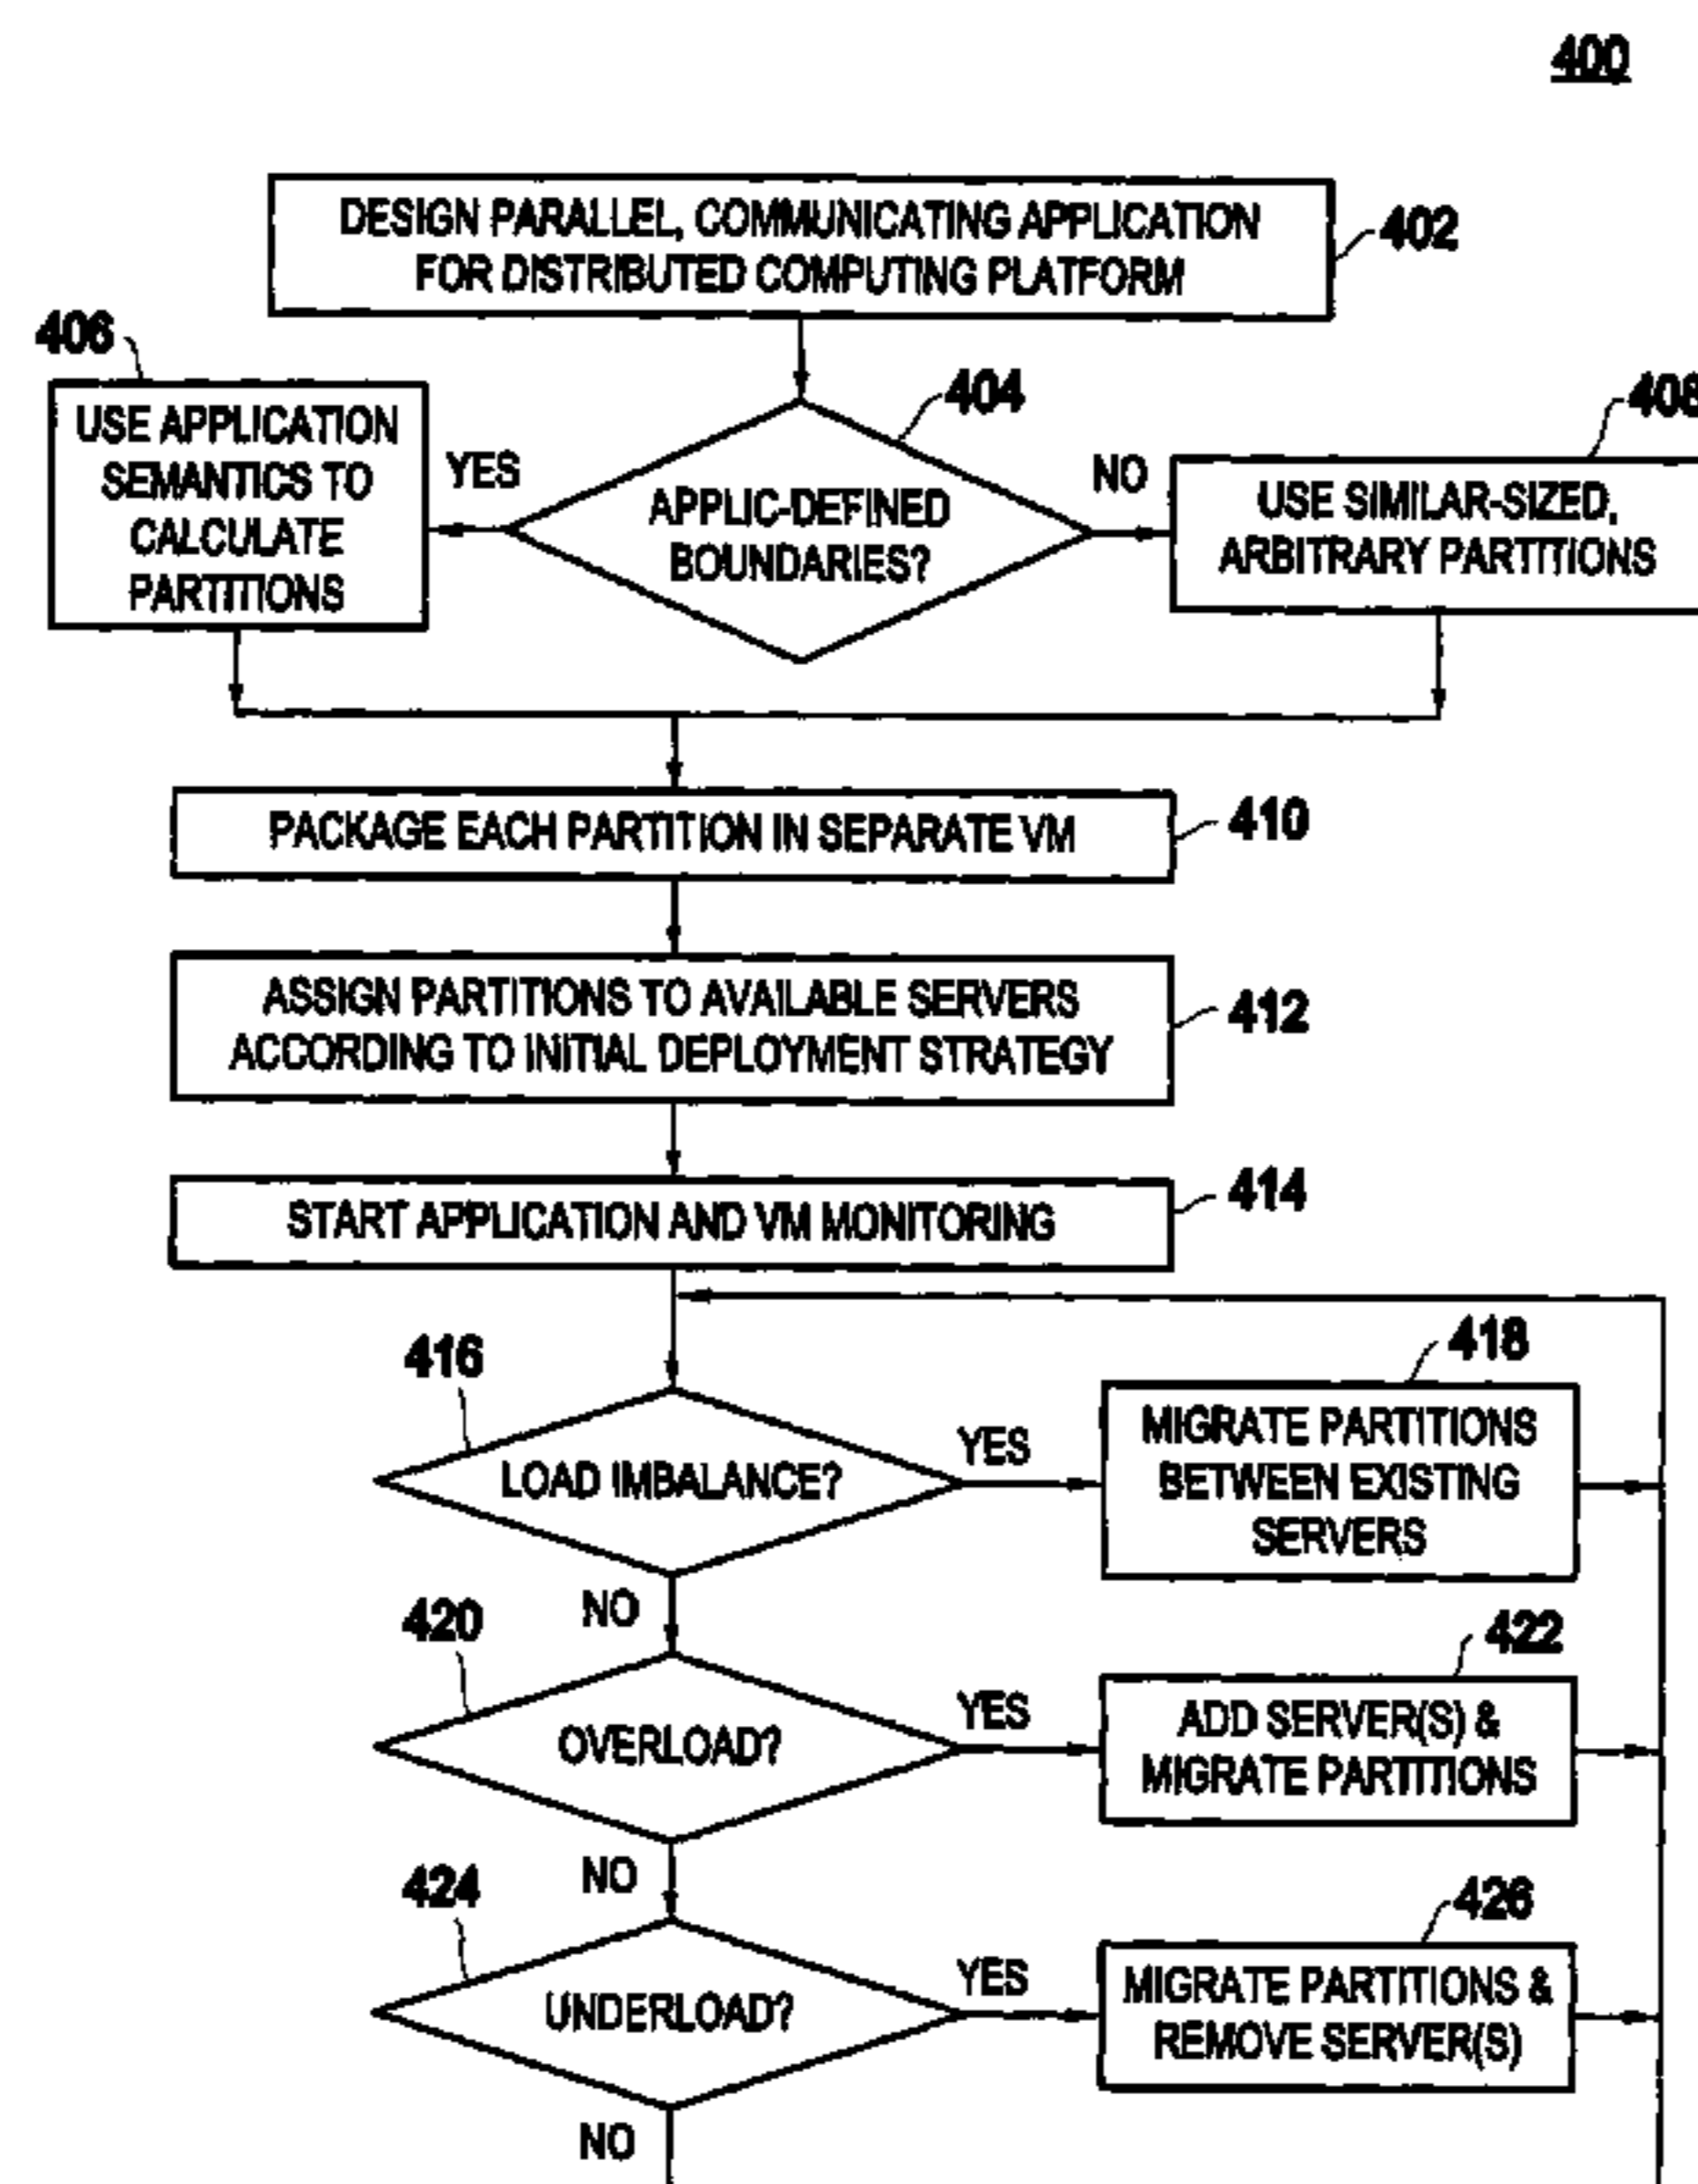 400
DESIGN PARALLEL, COMMUNICATING APPLICATION
FOR DISTRIBUTED COMPUTING PLATFORM
402
406
USE APPLICATION
SEMANTICS TO
CALCULATE
PARTITIONS
YES
404
APPLIC-DEFINED
BOUNDARIES?
NO
408
USE SIMILAR-SIZED,
ARBITRARY PARTITIONS
PACKAGE EACH PARTITION IN SEPARATE VM
410
ASSIGN PARTITIONS TO AVAILABLE SERVERS
ACCORDING TO INITIAL DEPLOYMENT STRATEGY
412
START APPLICATION AND VM MONITORING
414
416
LOAD IMBALANCE?
YES
418
MIGRATE PARTITIONS
BETWEEN EXISTING
SERVERS
NO
420
OVERLOAD?
YES
422
ADD SERVER(S) &
MIGRATE PARTITIONS
NO
424
UNDERLOAD?
YES
426
MIGRATE PARTITIONS &
REMOVE SERVER(S)
NO